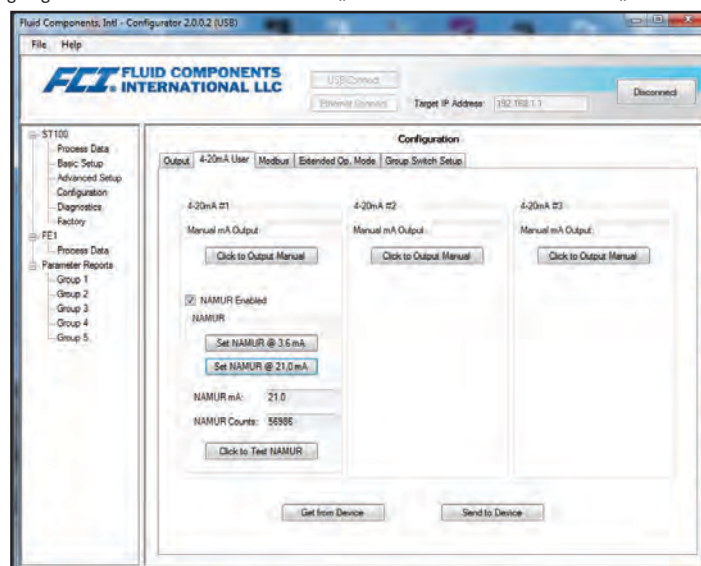 Fluid Components, Intl - Configurator 2.0.0.2 (USB)
File Help
FCI FLUID COMPONENTS
INTERNATIONAL LLC
USB Connect
Ethernet Connect Target IP Address: 192.168.1.1
Disconnect
ST100
Process Data
Basic Setup
Advanced Setup
Configuration
Diagnostics
Factory
FE1
Process Data
Parameter Reports
Group 1
Group 2
Group 3
Group 4
Group 5
Configuration
Output 4-20mA User Modbus Extended Op. Mode Group Switch Setup
4-20mA #1 4-20mA #2 4-20mA #3
Manual mA Output: Manual mA Output: Manual mA Output:
Click to Output Manual Click to Output Manual Click to Output Manual
NAMUR Enabled
NAMUR
Set NAMUR @ 3.6 mA
Set NAMUR @ 21.0 mA
NAMUR mA: 21.0
NAMUR Counts: 56986
Click to Test NAMUR
Get from Device Send to Device